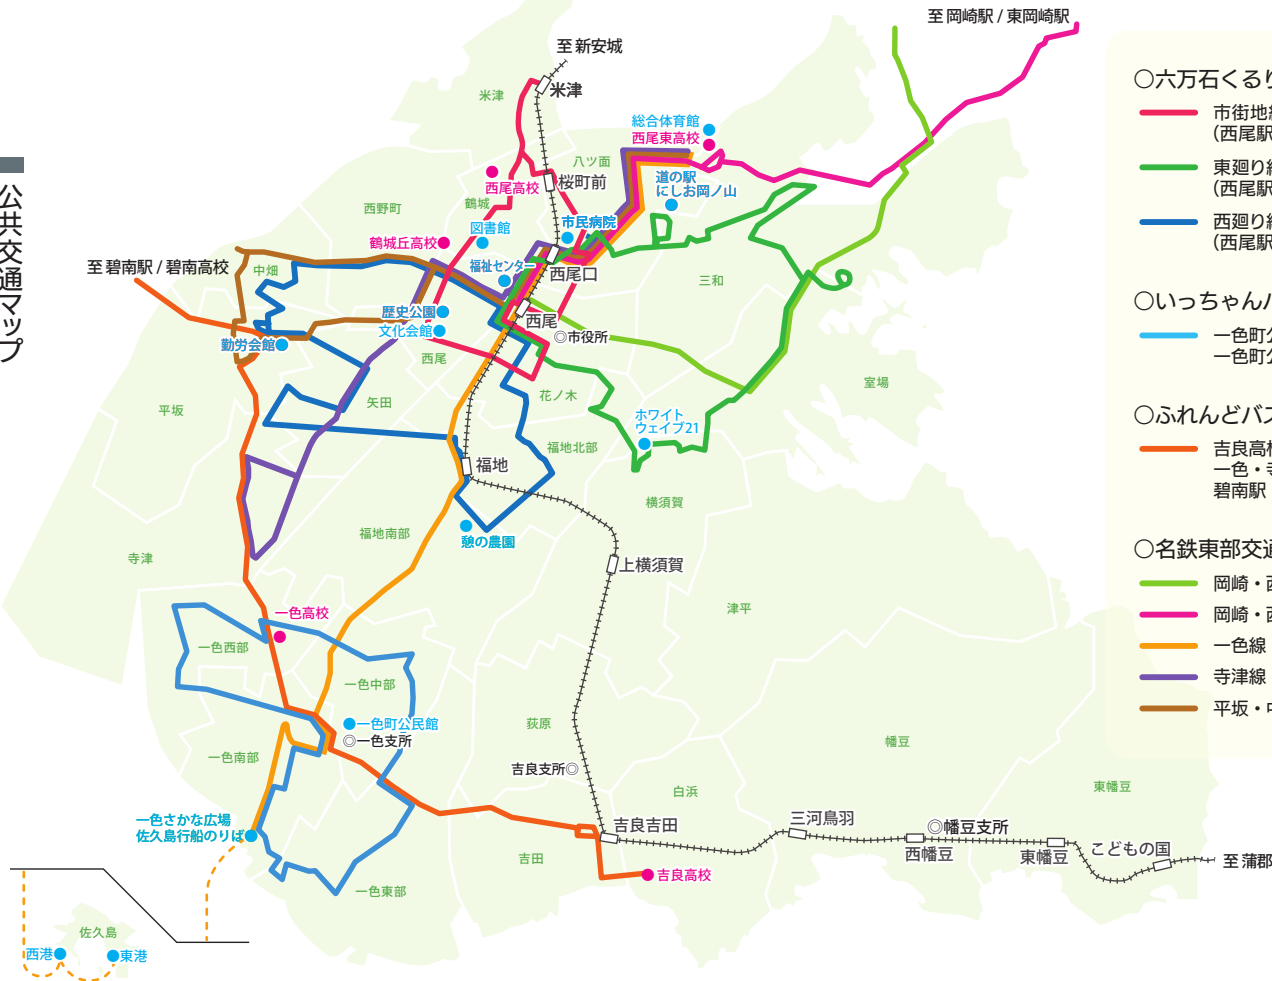 公共交通マップ
至 岡崎駅 / 東岡崎駅
至 新安城
米津
米津
総合体育館
西尾東高校
八ツ面
桜町前
道の駅
にしお岡ノ山
西尾高校
鶴城
西野町
市民病院
図書館
鶴城丘高校
福祉センター
西尾口
三和
至 碧南駅 / 碧南高校
中畑
歴史公園
文化会館
西尾
◎市役所
勤労会館
西尾
室場
花ノ木
矢田
平坂
ホワイト
ウェイブ21
福地北部
福地
横須賀
福地南部
憩の農園
寺津
上横須賀
津平
一色高校
一色西部
一色中部
一色町公民館
◎一色支所
荻原
幡豆
一色南部
吉良支所◎
東幡豆
白浜
一色さかな広場
佐久島行船のりば
吉良吉田
三河鳥羽
◎幡豆支所
西幡豆
東幡豆
こどもの国
至 蒲郡
吉田
吉良高校
一色東部
佐久島
西港
東港
○六万石くるり
市街地
(西尾駅
東廻り
(西尾駅
西廻り
(西尾駅
○いっちゃんバ
一色町公
一色町公
○ふれんどバス
吉良高校
一色・寺
碧南駅
○名鉄東部交通
岡崎・西
岡崎・西
一色線
寺津線
平坂・中